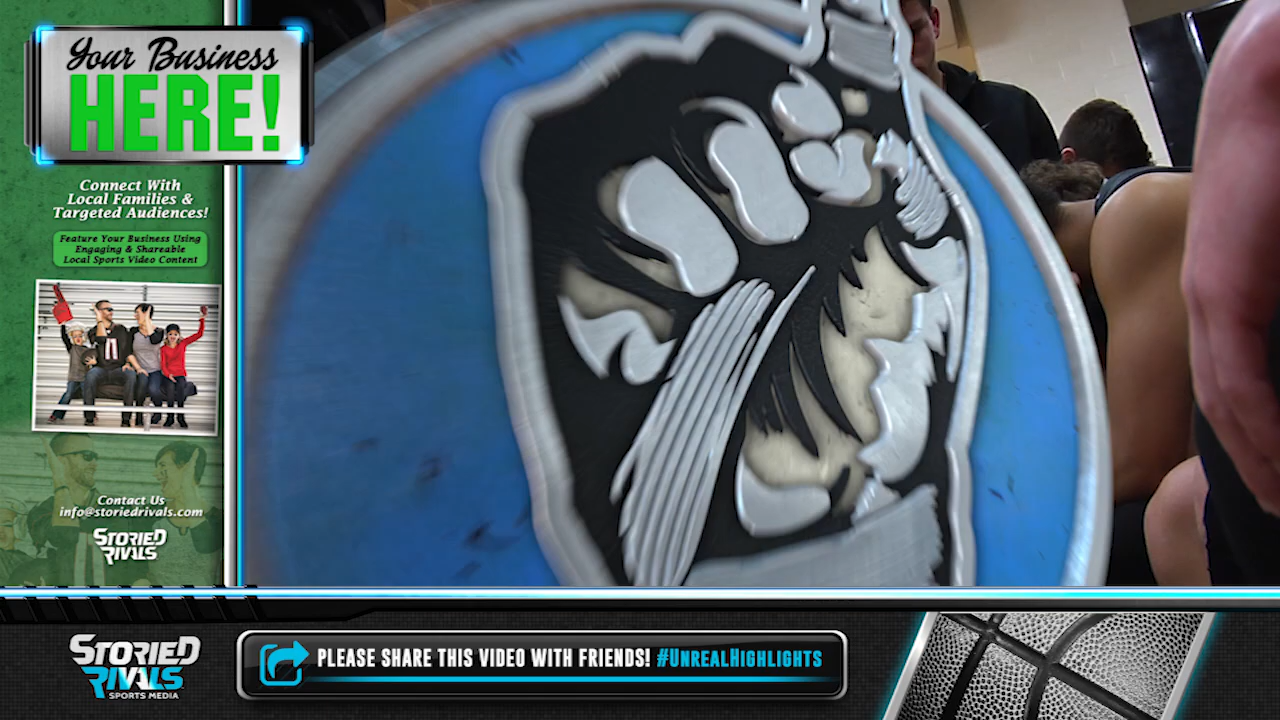 Your Business
HERE!
Connect With
Local Families &
Targeted Audiences!
Feature Your Business Using
Engaging & Shareable
Local Sports Video Content
Contact Us
info@storiedrivals.com
STORIED
RIVALS
STORIED
RIVALS
SPORTS MEDIA
PLEASE SHARE THIS VIDEO WITH FRIENDS! #UNREALHIGHLIGHTS